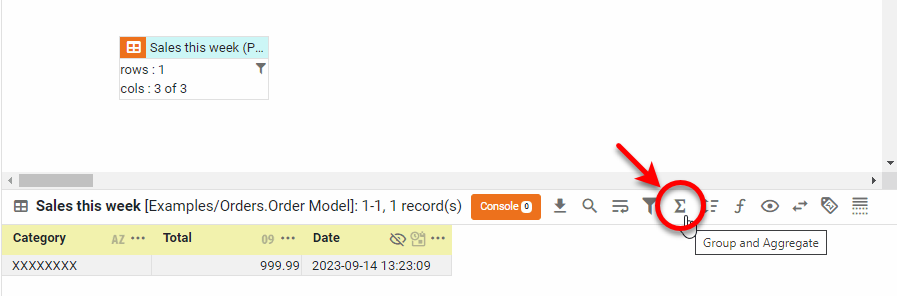 Sales this week (P...
rows : 1
cols : 3 of 3
Sales this week [Examples/Orders.Order Model]: 1-1, 1 record(s) Console 0
Group and Aggregate
Category AZ ••• Total 09 ••• Date •••
XXXXXXXX 999.99 2023-09-14 13:23:09